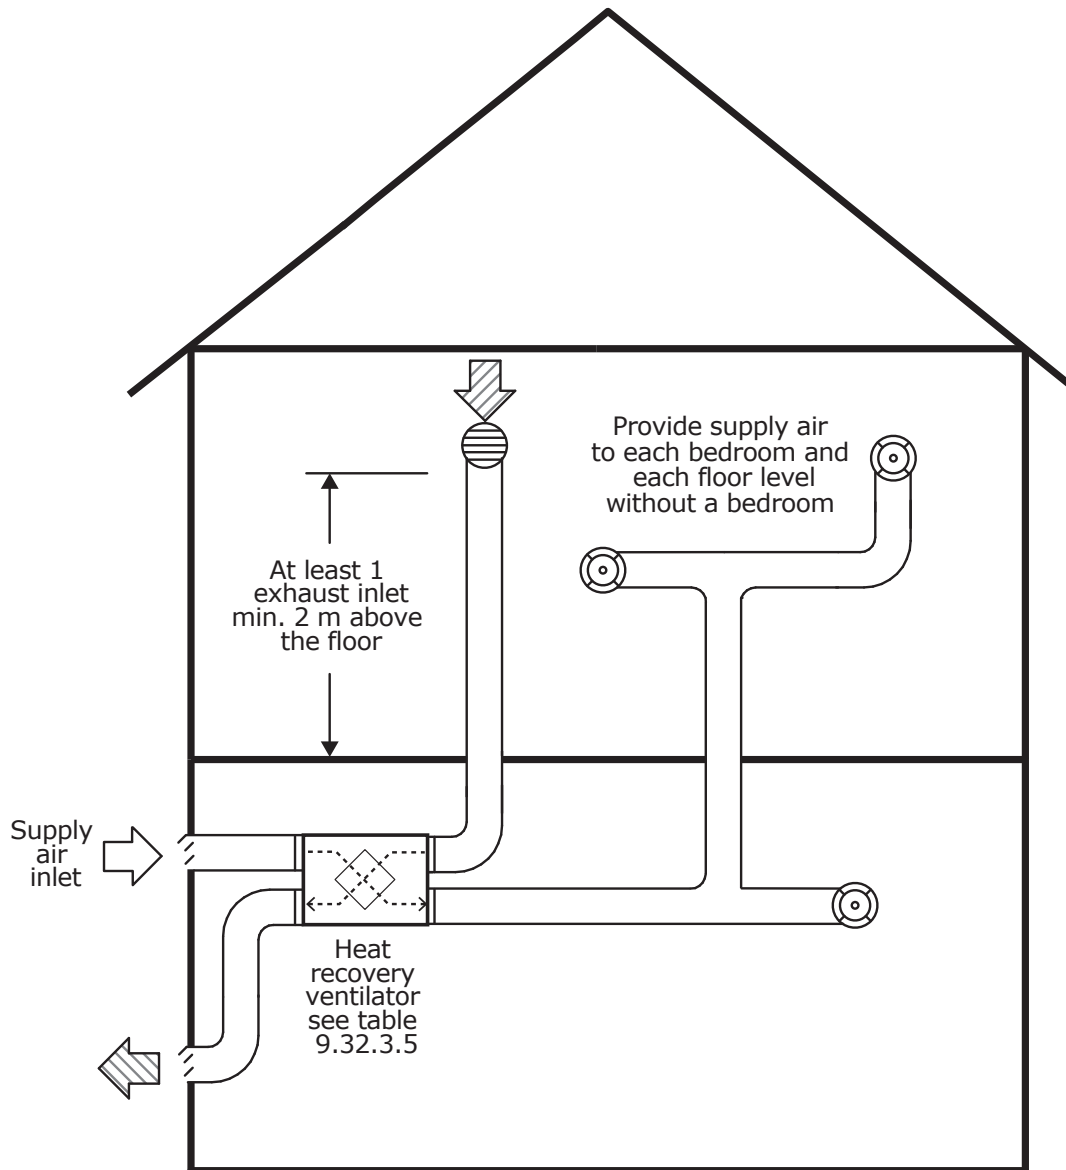 Provide supply air
to each bedroom and
each floor level
without a bedroom
At least 1
exhaust inlet
min. 2 m above
the floor
Supply
air
inlet
Heat
recovery
ventilator
see table
9.32.3.5